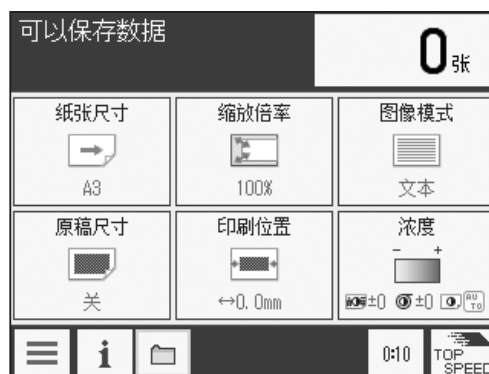 可以保存数据
0张
纸张尺寸
缩放倍率
图像模式
A3
100%
文本
原稿尺寸
印刷位置
浓度
- +
关
↔0.0mm
±0 ±0 AUTO
i
0:10
TOP SPEED